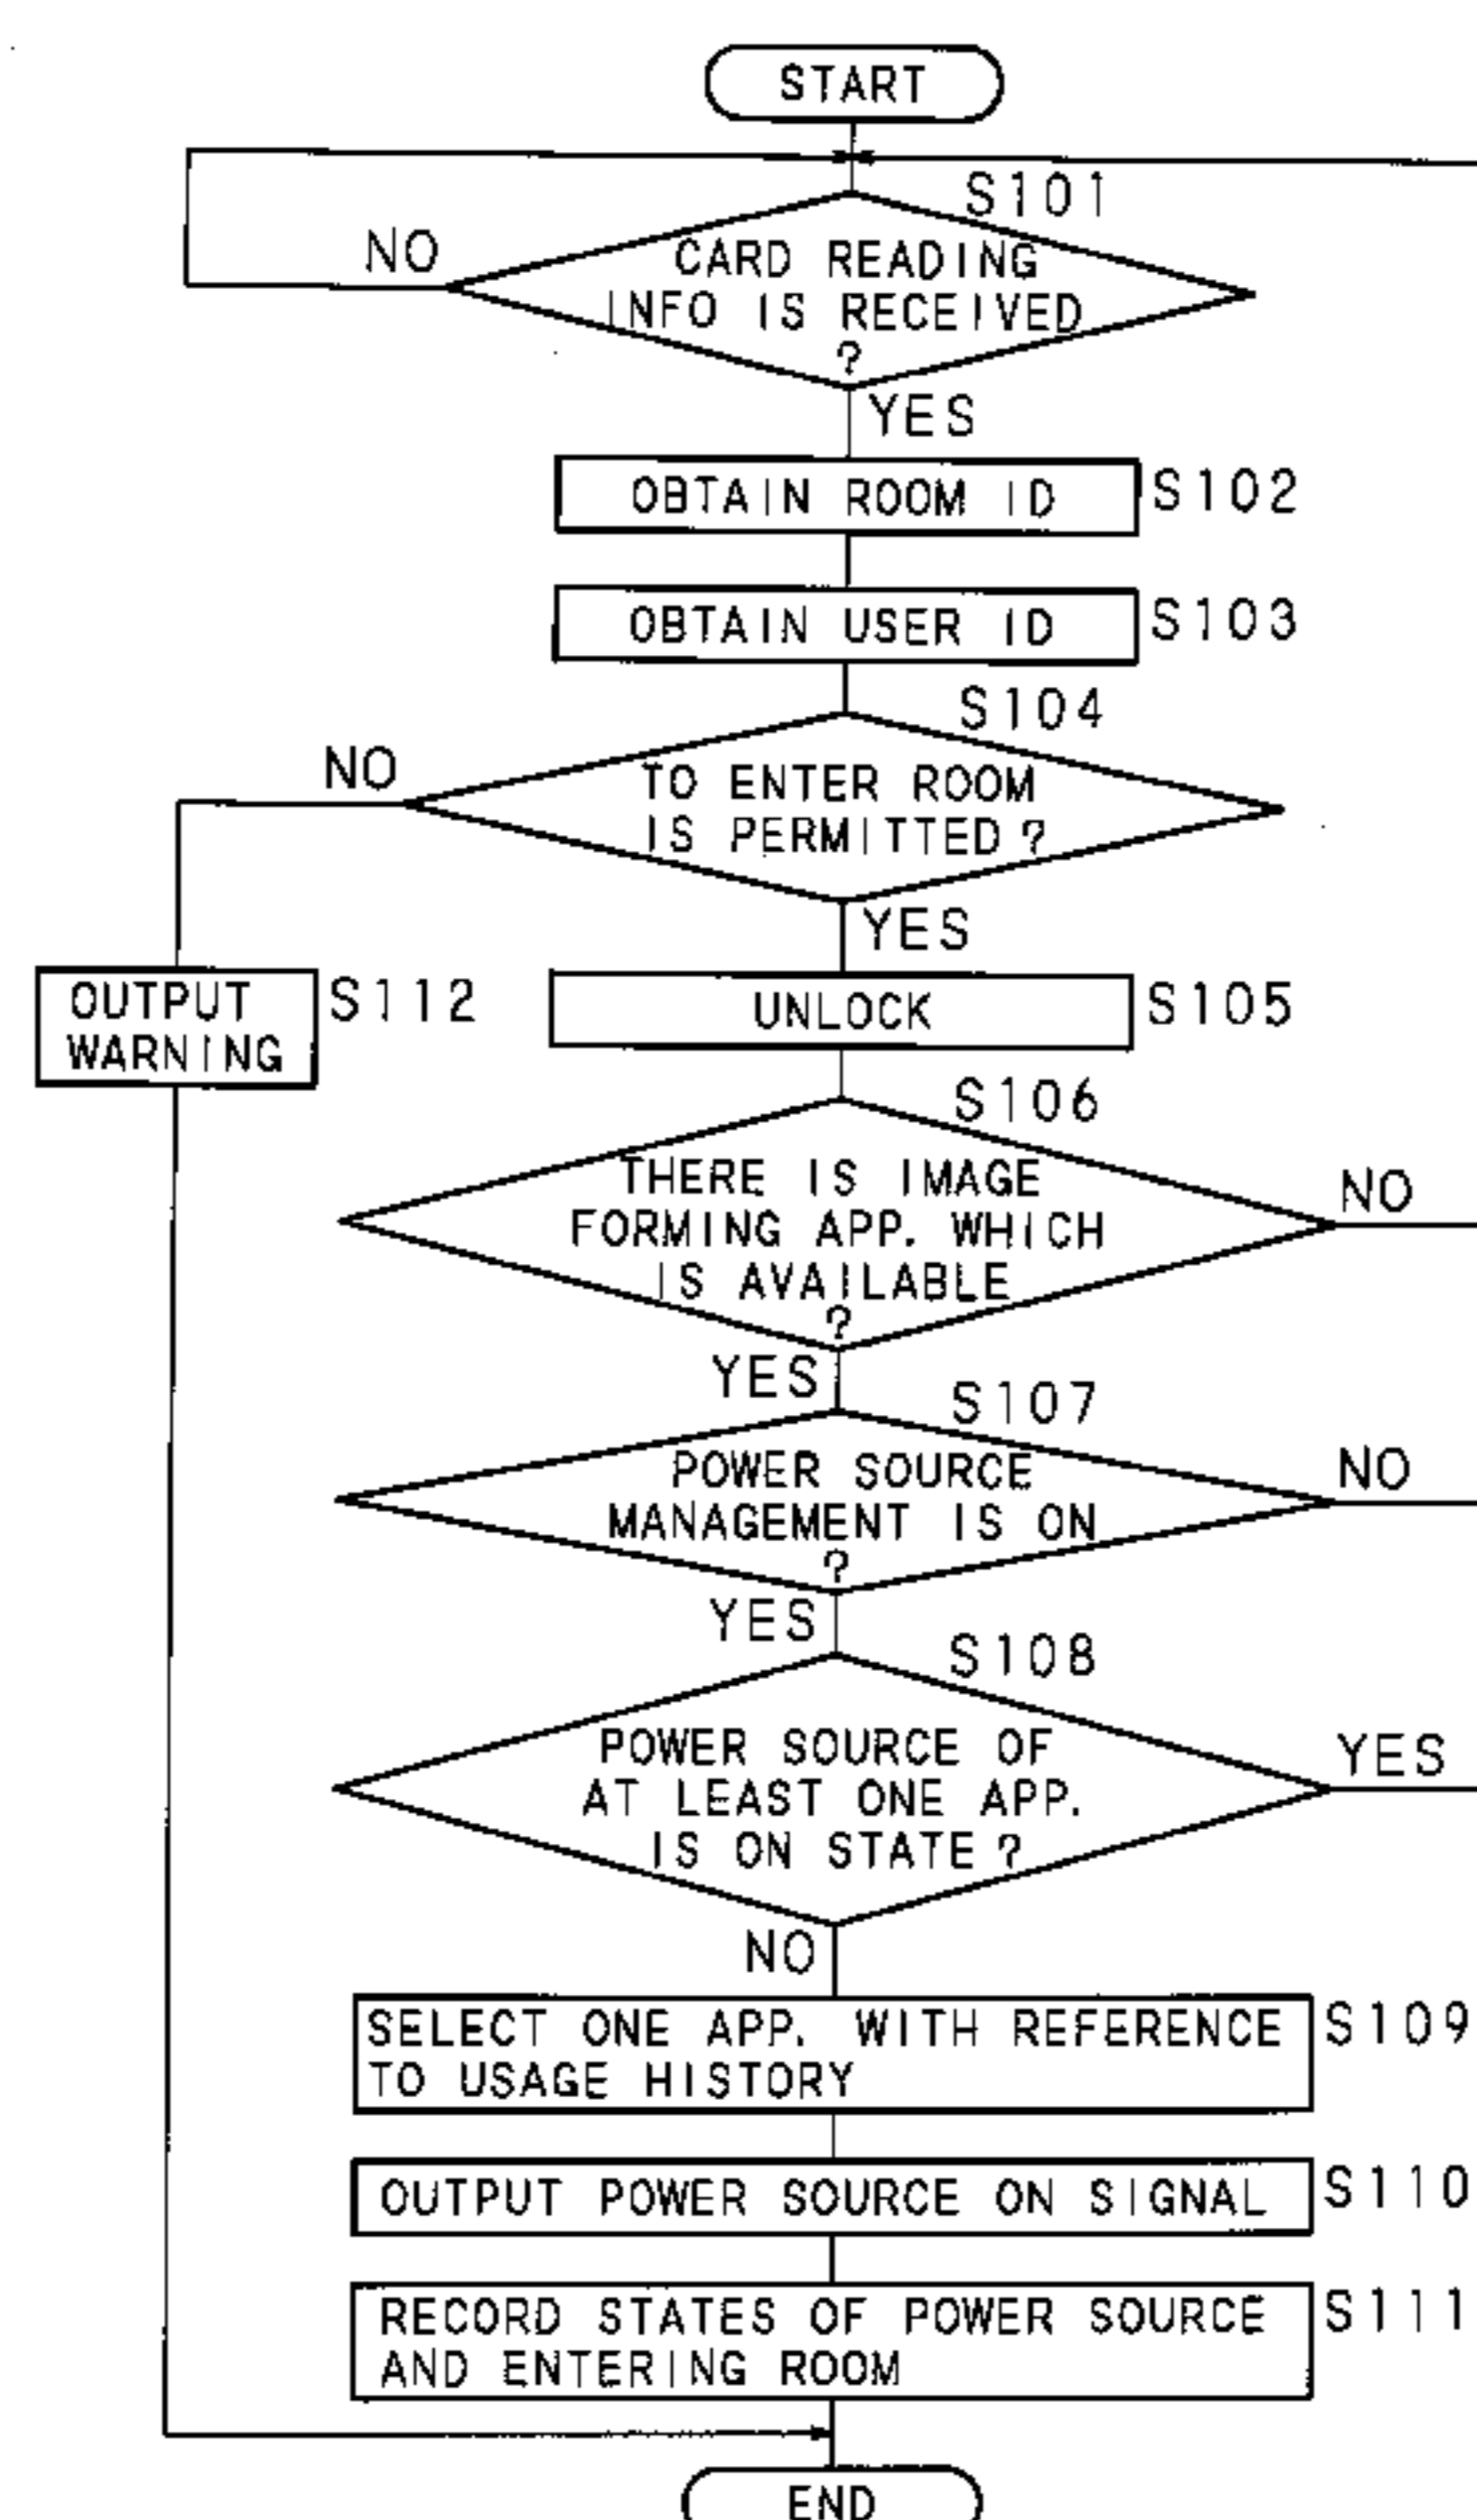 START
S101
NO
CARD READING
INFO IS RECEIVED
?
YES
OBTAIN ROOM ID
S102
OBTAIN USER ID
S103
S104
NO
TO ENTER ROOM
IS PERMITTED?
YES
OUTPUT
WARNING
S112
UNLOCK
S105
S106
THERE IS IMAGE
FORMING APP. WHICH
IS AVAILABLE
?
NO
YES
S107
POWER SOURCE
MANAGEMENT IS ON
?
NO
YES
S108
POWER SOURCE OF
AT LEAST ONE APP.
IS ON STATE?
YES
NO
SELECT ONE APP. WITH REFERENCE
TO USAGE HISTORY
S109
OUTPUT POWER SOURCE ON SIGNAL
S110
RECORD STATES OF POWER SOURCE
AND ENTERING ROOM
S111
END